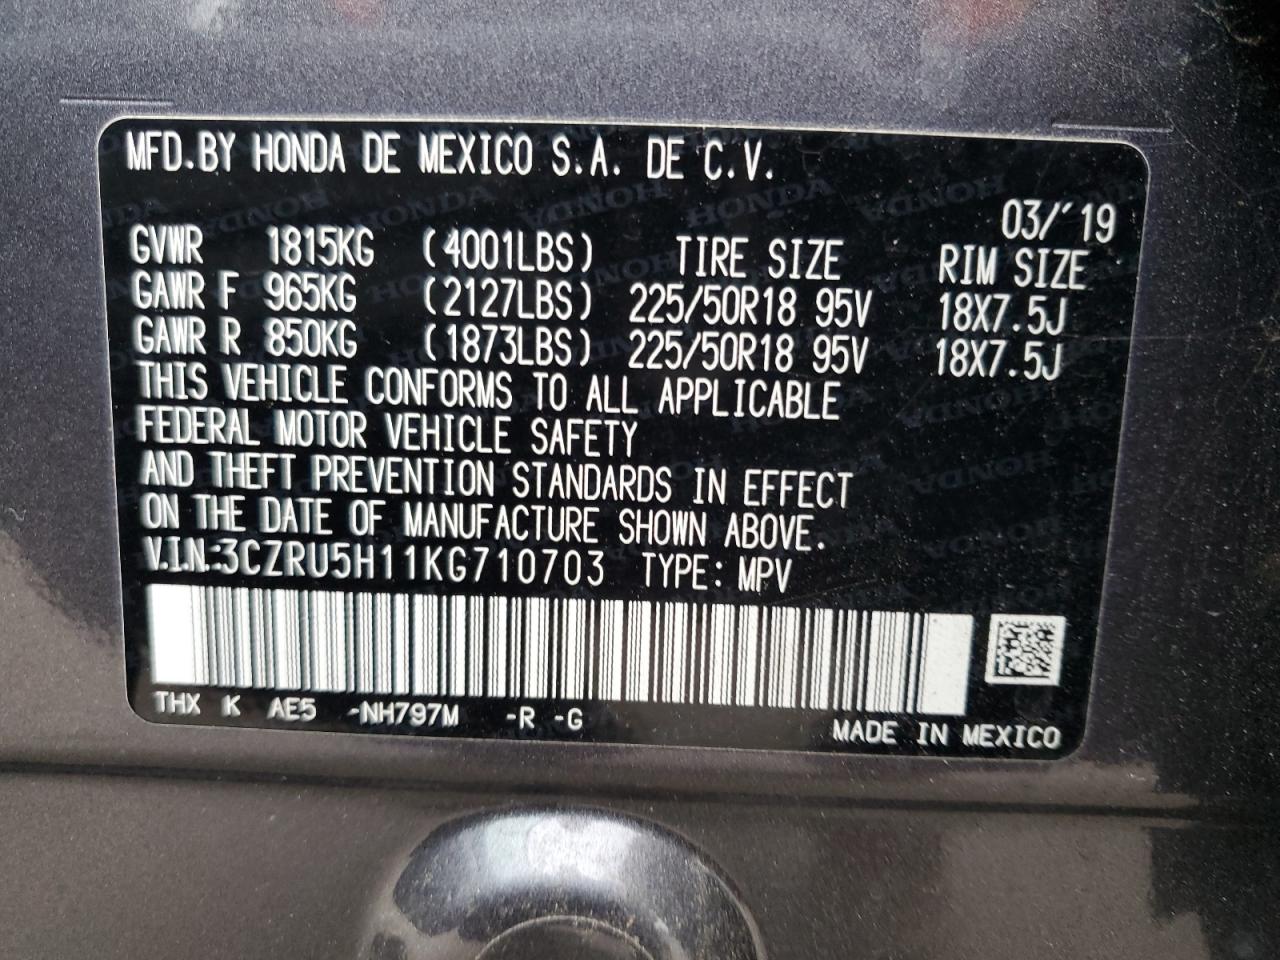 MFD.BY HONDA DE MEXICO S.A. DE C.V.
03/'19
GVWR 1815KG (4001LBS) TIRE SIZE RIM SIZE
GAWR F 965KG (2127LBS) 225/50R18 95V 18X7.5J
GAWR R 850KG (1873LBS) 225/50R18 95V 18X7.5J
THIS VEHICLE CONFORMS TO ALL APPLICABLE
FEDERAL MOTOR VEHICLE SAFETY
AND THEFT PREVENTION STANDARDS IN EFFECT
ON THE DATE OF MANUFACTURE SHOWN ABOVE.
V.I.N:3CZRU5H11KG710703 TYPE: MPV
THX K AE5 -NH797M -R -G
MADE IN MEXICO